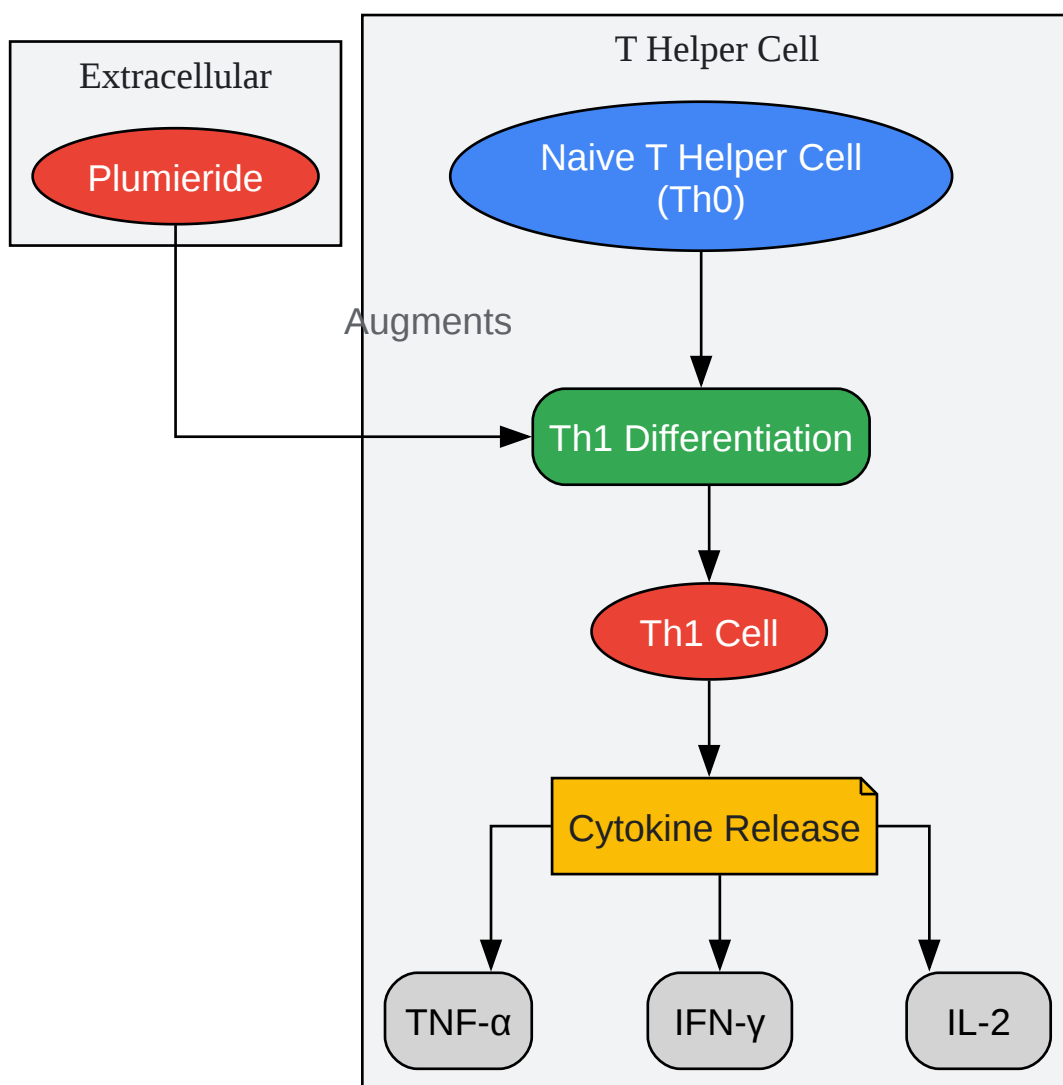 Extracellular
Plumieride
T Helper Cell
Naive T Helper Cell
(Th0)
Augments
Th1 Differentiation
Th1 Cell
Cytokine Release
TNF-α
IFN-γ
IL-2